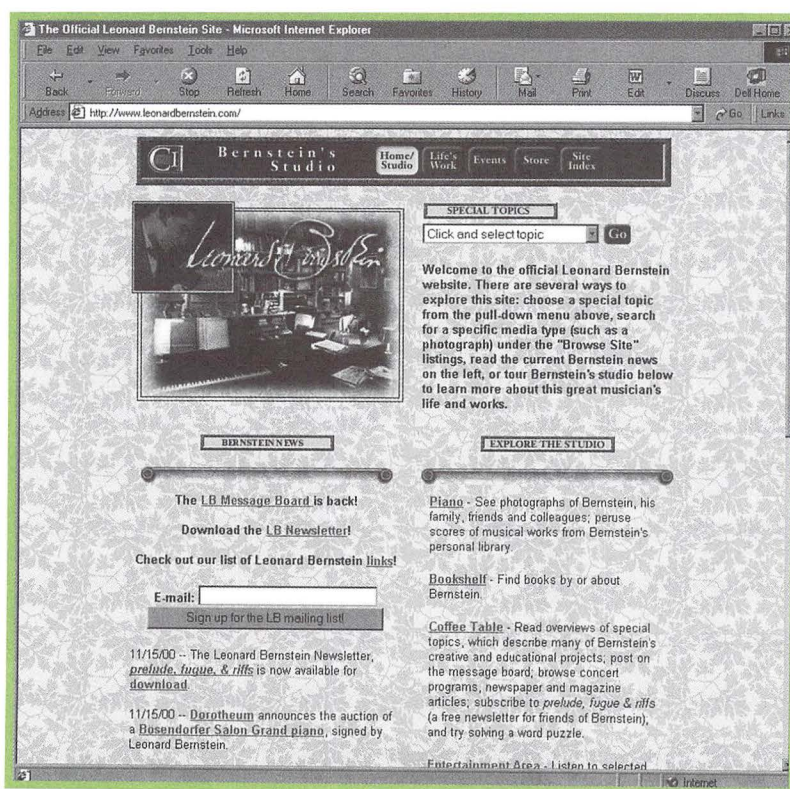 The Official Leonard Bernstein Site - Microsoft Internet Explorer
File Edit View Favorites Tools Help
Back Forward Stop Refresh Home Search Favorites History Mail Print Edit Discuss Dell Home
Address http://www.leonardbernstein.com/ Go Links
CI Bernstein's Studio Home/Studio Life's Work Events Store Site Index
SPECIAL TOPICS
Click and select topic Go
Leonard Bernstein
Welcome to the official Leonard Bernstein
website. There are several ways to
explore this site: choose a special topic
from the pull-down menu above, search
for a specific media type (such as a
photograph) under the "Browse Site"
listings, read the current Bernstein news
on the left, or tour Bernstein's studio below
to learn more about this great musician's
life and works.
BERNSTEIN NEWS
The LB Message Board is back!
Download the LB Newsletter!
Check out our list of Leonard Bernstein links!
E-mail:
Sign up for the LB mailing list!
11/15/00 -- The Leonard Bernstein Newsletter,
prelude, fugue, & riffs is now available for
download.
11/15/00 -- Dorotheum announces the auction of
a Bosendorfer Salon Grand piano, signed by
Leonard Bernstein.
EXPLORE THE STUDIO
Piano - See photographs of Bernstein, his
family, friends and colleagues; peruse
scores of musical works from Bernstein's
personal library.
Bookshelf - Find books by or about
Bernstein.
Coffee Table - Read overviews of special
topics, which describe many of Bernstein's
creative and educational projects; post on
the message board; browse concert
programs, newspaper and magazine
articles; subscribe to prelude, fugue & riffs
(a free newsletter for friends of Bernstein),
and try solving a word puzzle.
Entertainment Area - Listen to selected
Internet